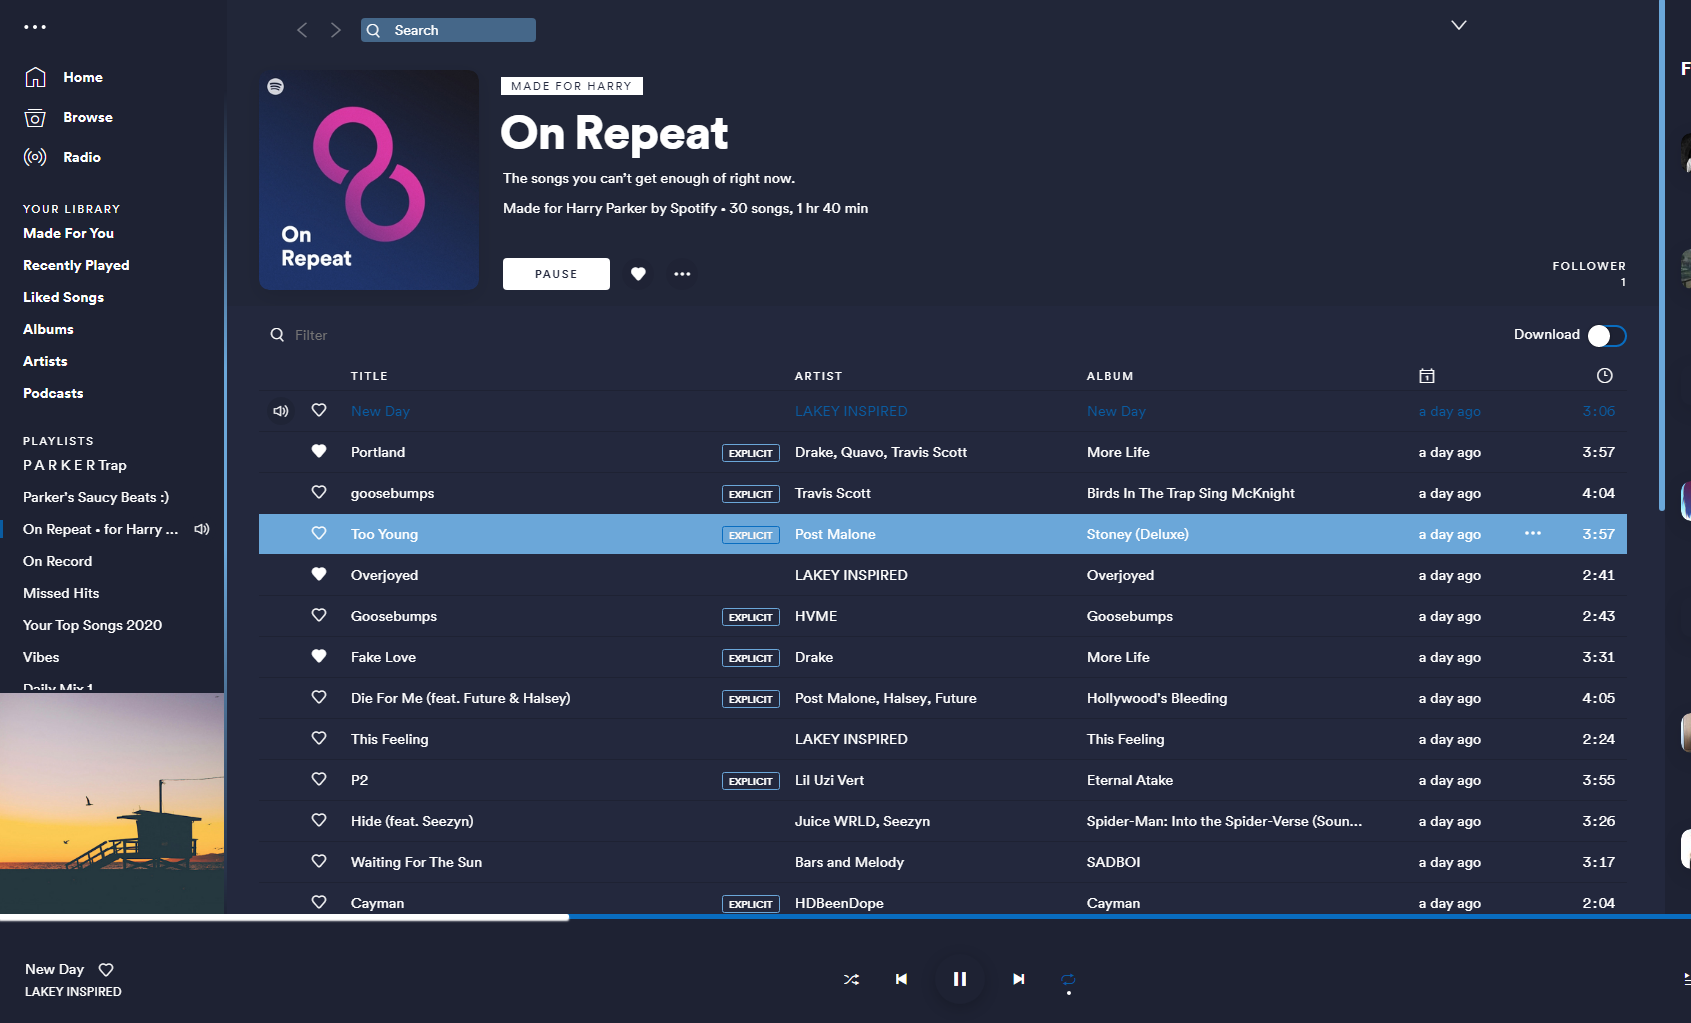 Search
Home
Browse
Radio
YOUR LIBRARY
Made For You
Recently Played
Liked Songs
Albums
Artists
Podcasts
PLAYLISTS
P A R K E R Trap
Parker's Saucy Beats :)
On Repeat • for Harry ...
On Record
Missed Hits
Your Top Songs 2020
Vibes
Daily Mix 1
On
Repeat
MADE FOR HARRY
On Repeat
The songs you can't get enough of right now.
Made for Harry Parker by Spotify • 30 songs, 1 hr 40 min
PAUSE
FOLLOWER
1
Filter
Download
TITLE ARTIST ALBUM
New Day LAKEY INSPIRED New Day a day ago 3:06
Portland EXPLICIT Drake, Quavo, Travis Scott More Life a day ago 3:57
goosebumps EXPLICIT Travis Scott Birds In The Trap Sing McKnight a day ago 4:04
Too Young EXPLICIT Post Malone Stoney (Deluxe) a day ago 3:57
Overjoyed LAKEY INSPIRED Overjoyed a day ago 2:41
Goosebumps EXPLICIT HVME Goosebumps a day ago 2:43
Fake Love EXPLICIT Drake More Life a day ago 3:31
Die For Me (feat. Future & Halsey) EXPLICIT Post Malone, Halsey, Future Hollywood's Bleeding a day ago 4:05
This Feeling LAKEY INSPIRED This Feeling a day ago 2:24
P2 EXPLICIT Lil Uzi Vert Eternal Atake a day ago 3:55
Hide (feat. Seezyn) Juice WRLD, Seezyn Spider-Man: Into the Spider-Verse (Soun... a day ago 3:26
Waiting For The Sun Bars and Melody SADBOI a day ago 3:17
Cayman EXPLICIT HDBeenDope Cayman a day ago 2:04
F
New Day
LAKEY INSPIRED